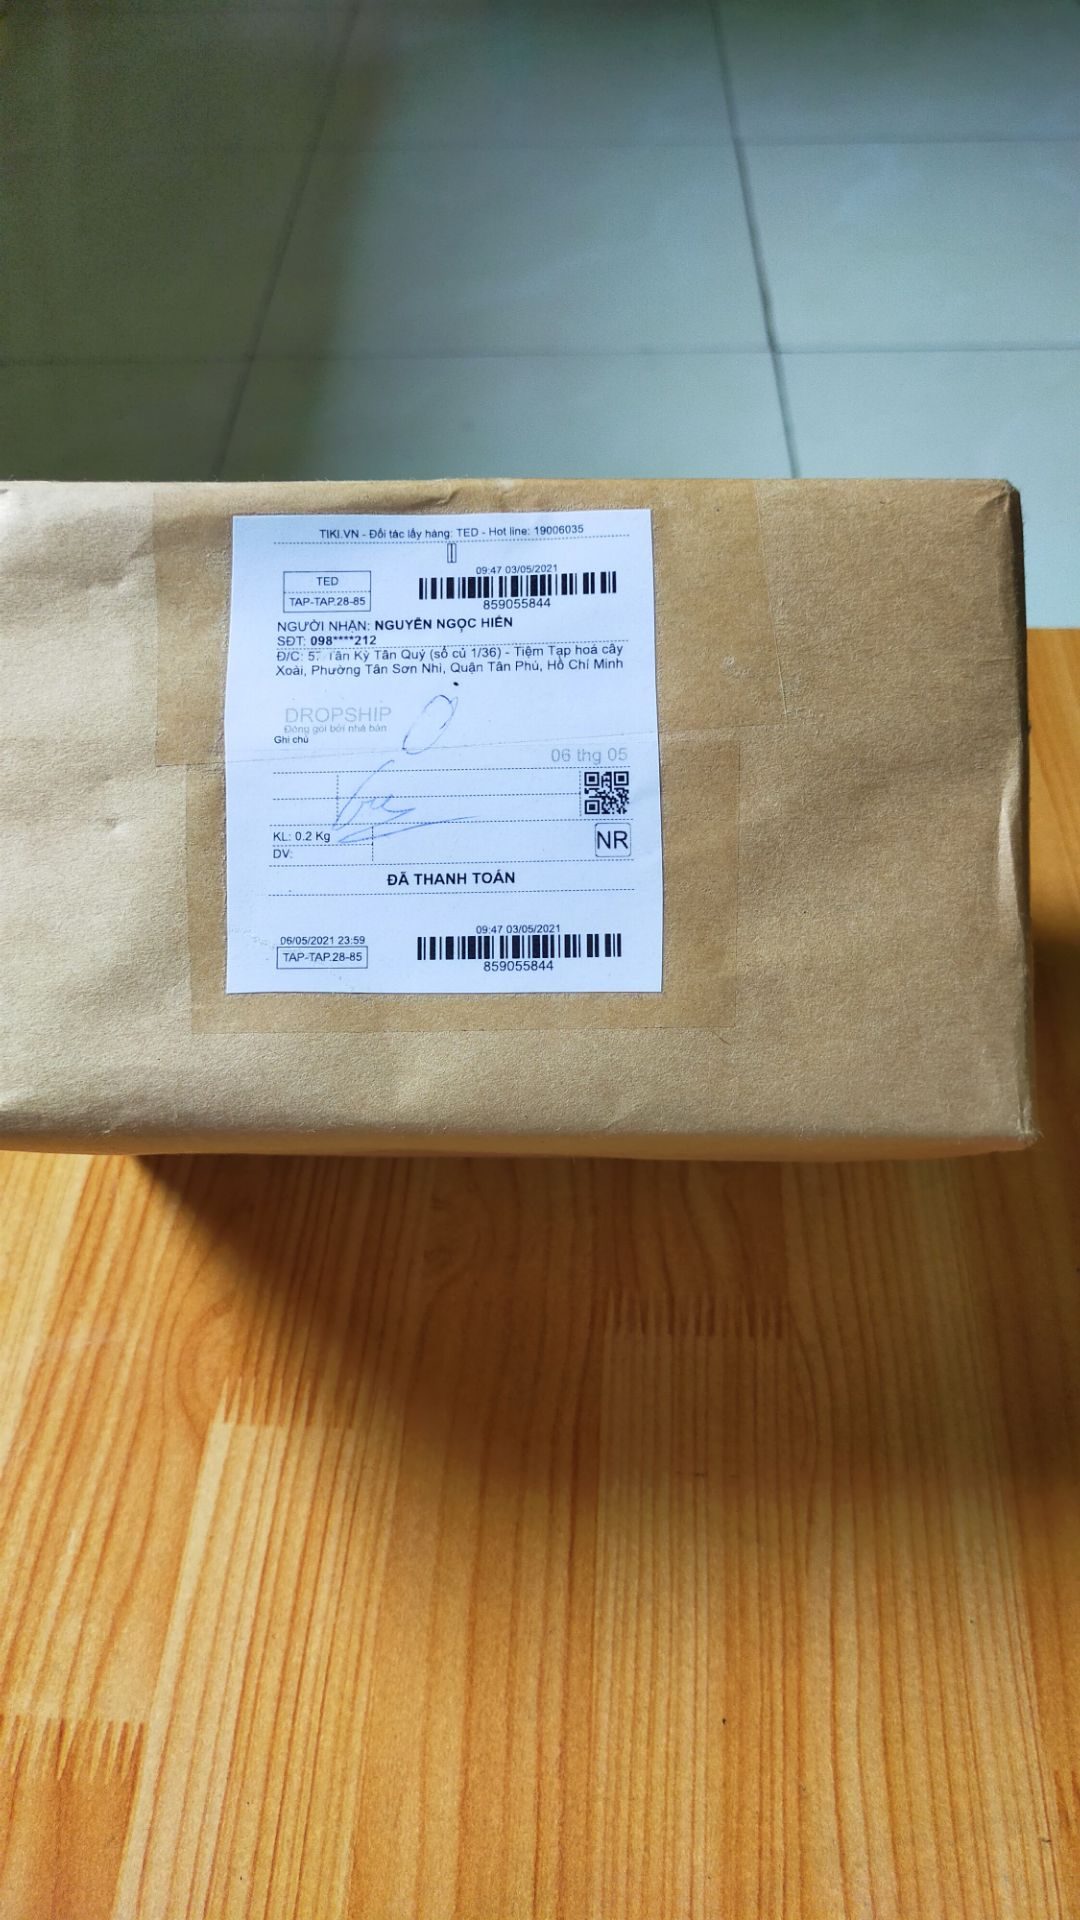 TIKI.VN - Đối tác lấy hàng: TED - Hot line: 19006035
09:47 03/05/2021
TED
TAP-TAP.28-85
859055844
NGƯỜI NHẬN: NGUYỄN NGỌC HIỀN
SĐT: 098****212
Đ/C: Tân Kỳ Tân Quý (số củ 1/36) - Tiệm Tạp hoá cây
Xoài, Phường Tân Sơn Nhì, Quận Tân Phú, Hồ Chí Minh
DROPSHIP
Đóng gói bởi nhà bán
Ghi chú
06 thg 05
KL: 0.2 Kg
NR
DV:
ĐÃ THANH TOÁN
09:47 03/05/2021
06/05/2021 23:59
TAP-TAP.28-85
859055844